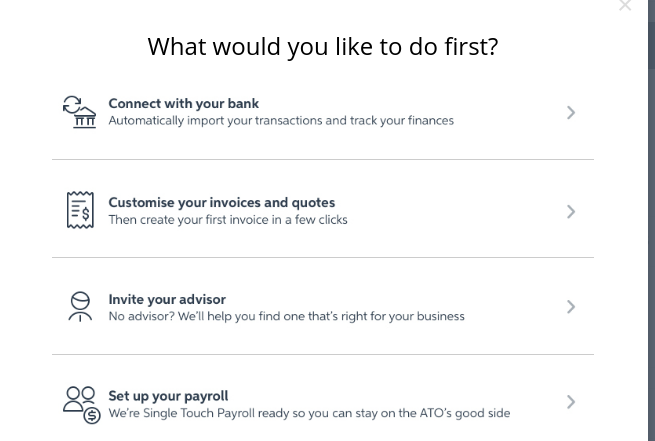 What would you like to do first?
Connect with your bank
Automatically import your transactions and track your finances
Customise your invoices and quotes
Then create your first invoice in a few clicks
Invite your advisor
No advisor? We'll help you find one that's right for your business
Set up your payroll
We're Single Touch Payroll ready so you can stay on the ATO's good side